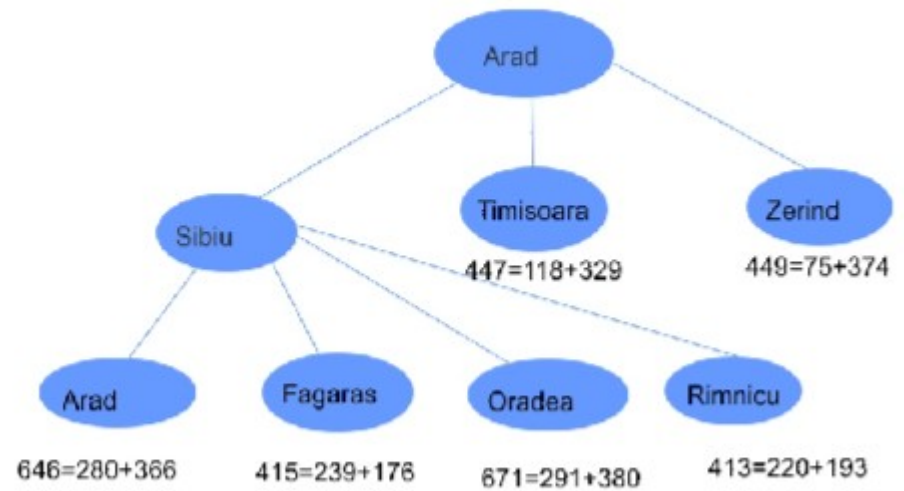 Arad
Sibiu
Timisoara
Zerind
447=118+329
449=75+374
Arad
Fagaras
Oradea
Rimnicu
646=280+366
415=239+176
671=291+380
413=220+193